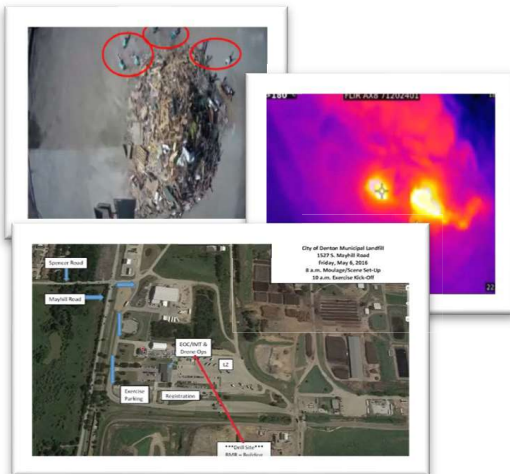 FLIR AX8 71202401
22
City of Denton Municipal Landfill
1527 S. Mayhill Road
Friday, May 6, 2016
8 a.m. Moulage/Scene Set-Up
10 a.m. Exercise Kick-Off
Spencer Road
Mayhill Road
EOC/IMT &
Drone Ops
LZ
Exercise
Parking
Registration
***Drill Site***